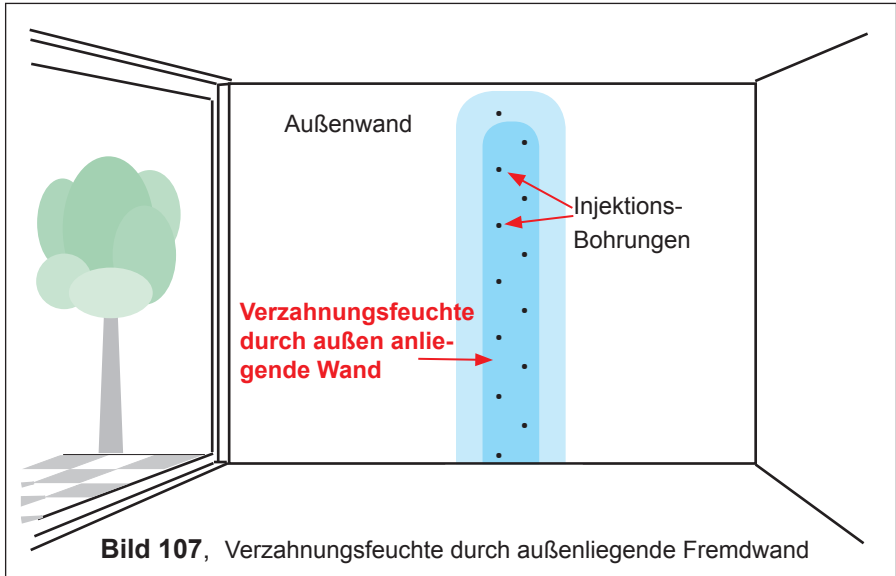 Außenwand
Injektions-
Bohrungen
Verzahnungsfeuchte
durch außen anlie-
gende Wand
Bild 107, Verzahnungsfeuchte durch außenliegende Fremdwand